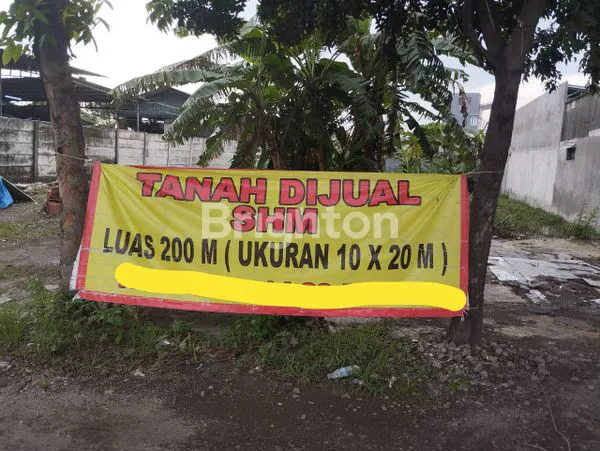 TANAH DIJUAL
SHM
Brighton
LUAS 200 M ( UKURAN 10 X 20 M )